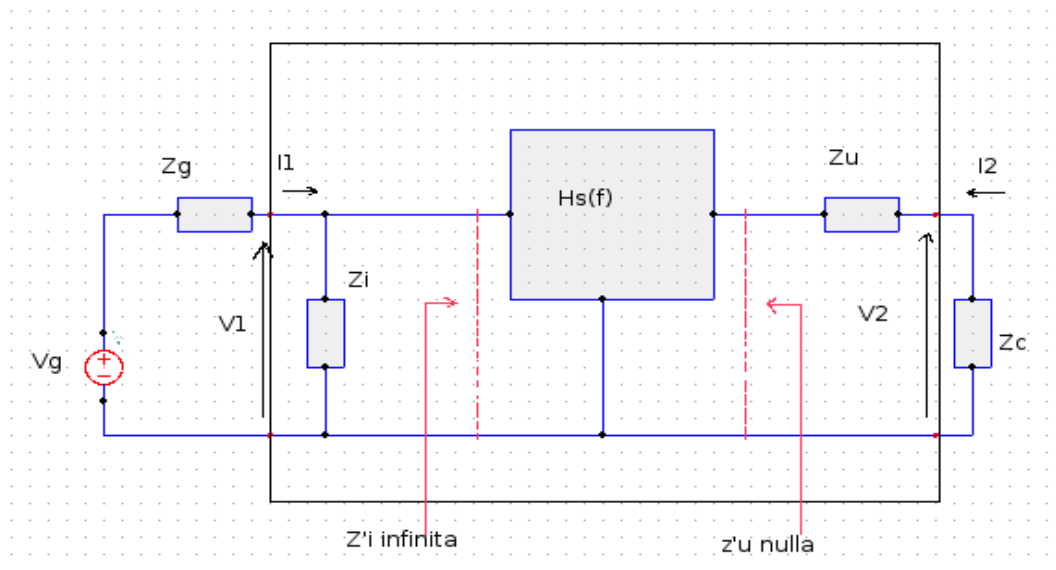 Zg
I1
Hs(f)
Zu
I2
Zi
V1
V2
Vg
+
−
Zc
Z'i infinita
z'u nulla